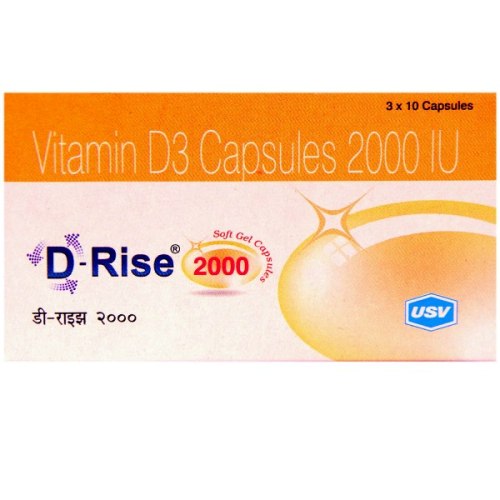 3 x 10 Capsules
Vitamin D3 Capsules 2000 IU
D-Rise®
Soft Gel Capsules
2000
डी-राइझ २०००
USV